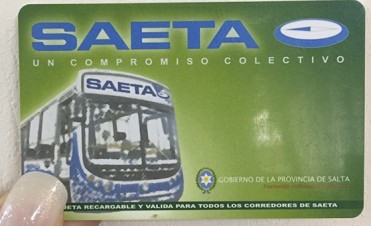 SAETA
UN COMPROMISO COLECTIVO
SAETA
GOBIERNO DE LA PROVINCIA DE SALTA
RECARGABLE Y VALIDA PARA TODOS LOS CORREDORES DE SAETA